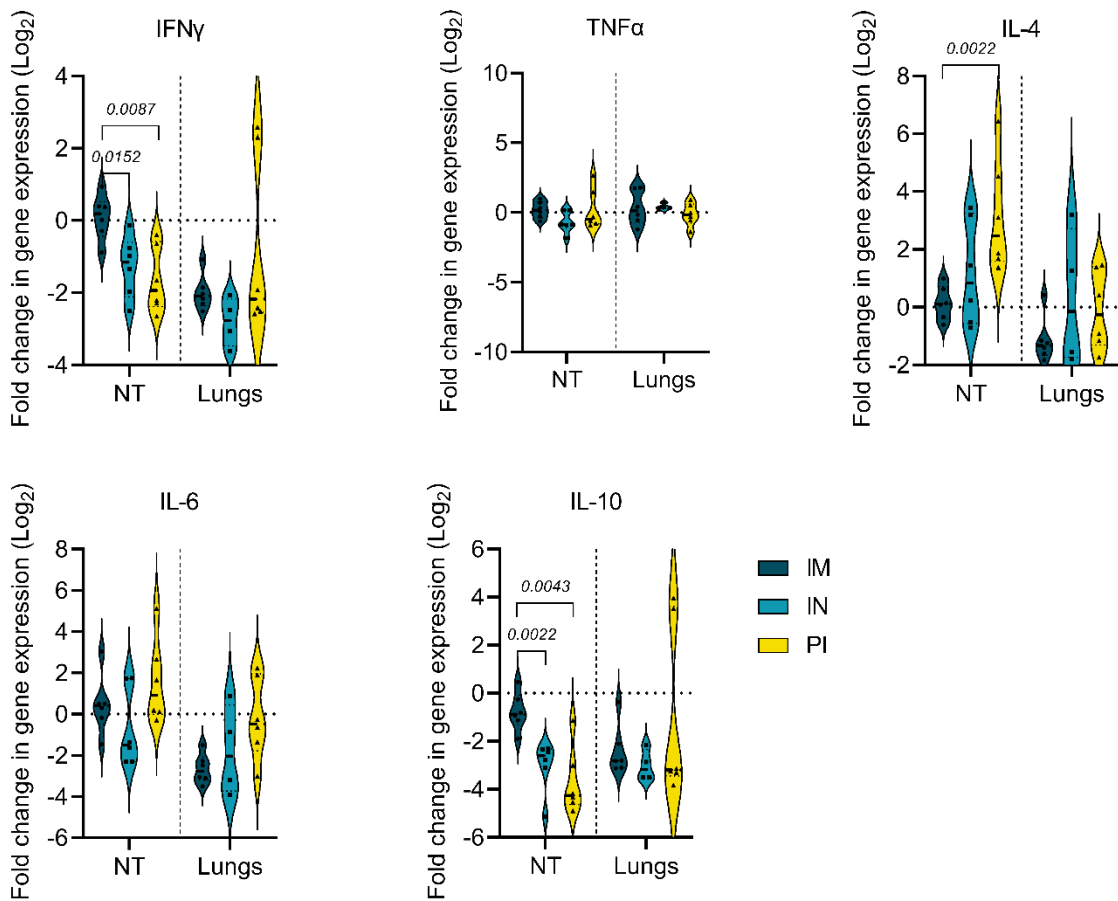 IFNγ
Fold change in gene expression (Log₂)
4
2
0
-2
-4
0.0087
0.0152
NT
Lungs
TNFα
Fold change in gene expression (Log₂)
10
5
0
-5
-10
NT
Lungs
IL-4
Fold change in gene expression (Log₂)
8
6
4
2
0
-2
0.0022
NT
Lungs
IL-6
Fold change in gene expression (Log₂)
8
6
4
2
0
-2
-4
-6
NT
Lungs
IL-10
Fold change in gene expression (Log₂)
6
4
2
0
-2
-4
-6
0.0043
0.0022
NT
Lungs
IM
IN
PI